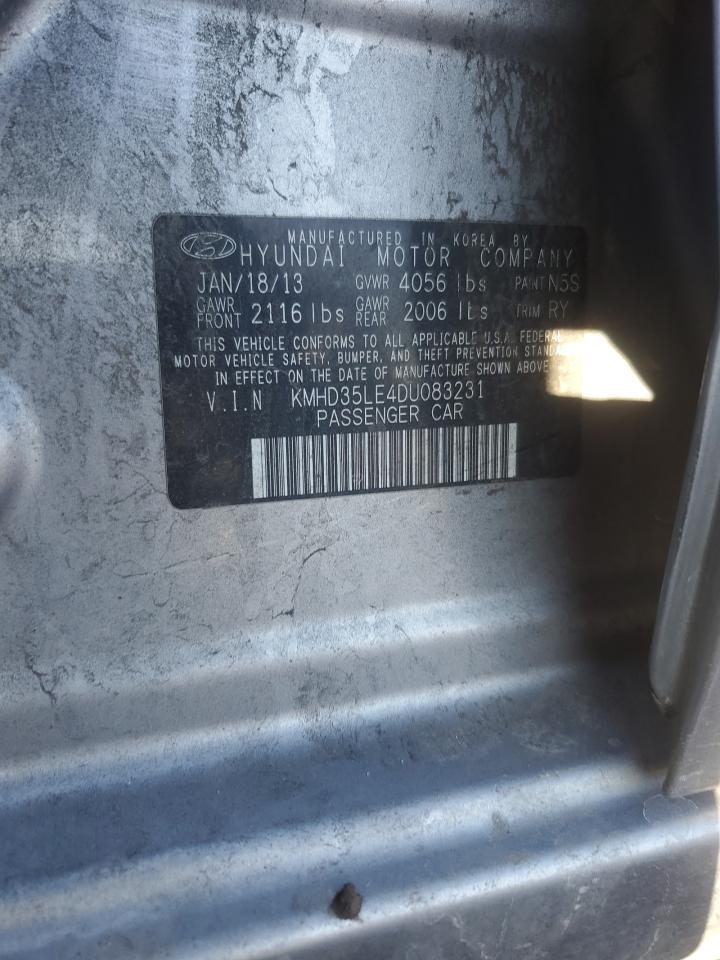 MANUFACTURED IN KOREA BY
HYUNDAI MOTOR COMPANY
JAN/18/13 GVWR 4056 lbs PAINT N5S
GAWR FRONT 2116 lbs GAWR REAR 2006 lbs TRIM RY
THIS VEHICLE CONFORMS TO ALL APPLICABLE U.S.A. FEDERAL
MOTOR VEHICLE SAFETY, BUMPER, AND THEFT PREVENTION
IN EFFECT ON THE DATE OF MANUFACTURE SHOWN ABOVE
V.I.N KMHD35LE4DU083231
PASSENGER CAR